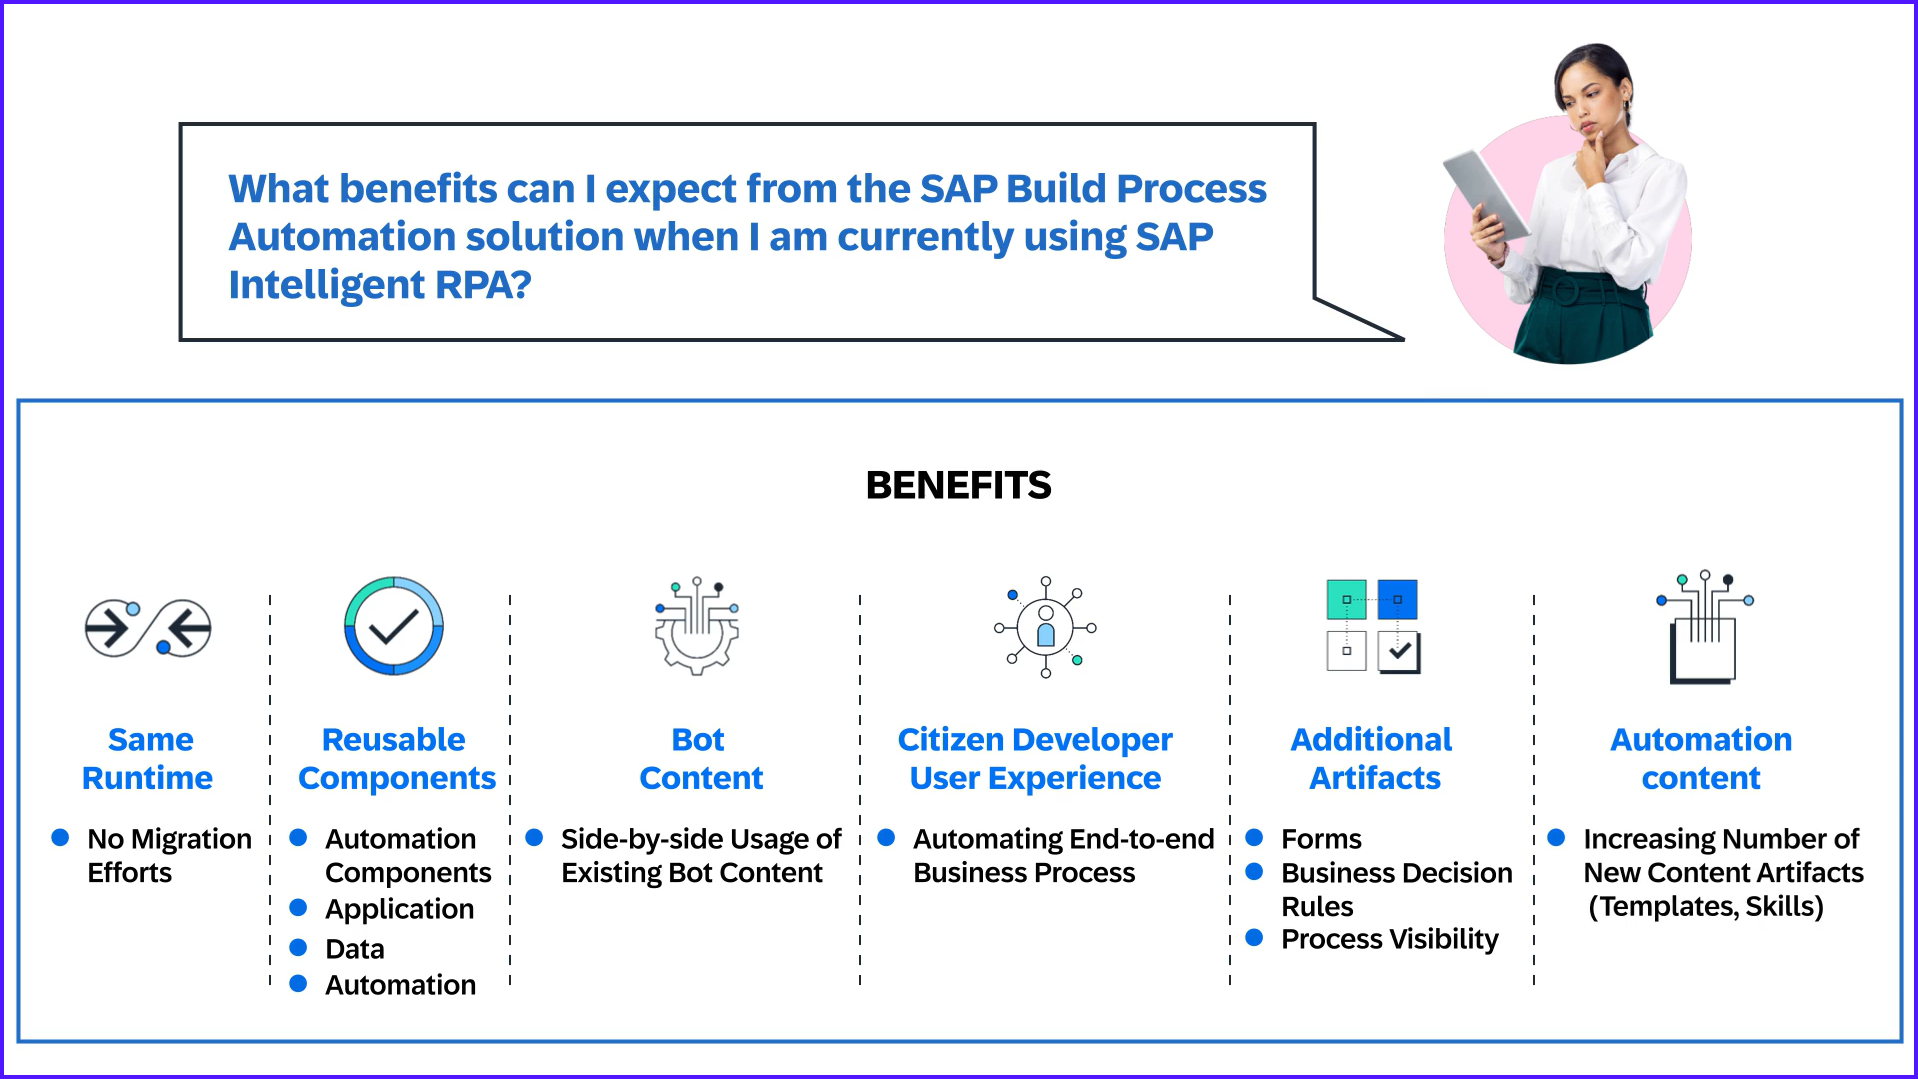 What benefits can I expect from the SAP Build Process
Automation solution when I am currently using SAP
Intelligent RPA?
BENEFITS
Same
Runtime
No Migration
Efforts
Reusable
Components
Automation
Components
Application
Data
Automation
Bot
Content
Side-by-side Usage of
Existing Bot Content
Citizen Developer
User Experience
Automating End-to-end
Business Process
Additional
Artifacts
Forms
Business Decision
Rules
Process Visibility
Automation
content
Increasing Number of
New Content Artifacts
(Templates, Skills)